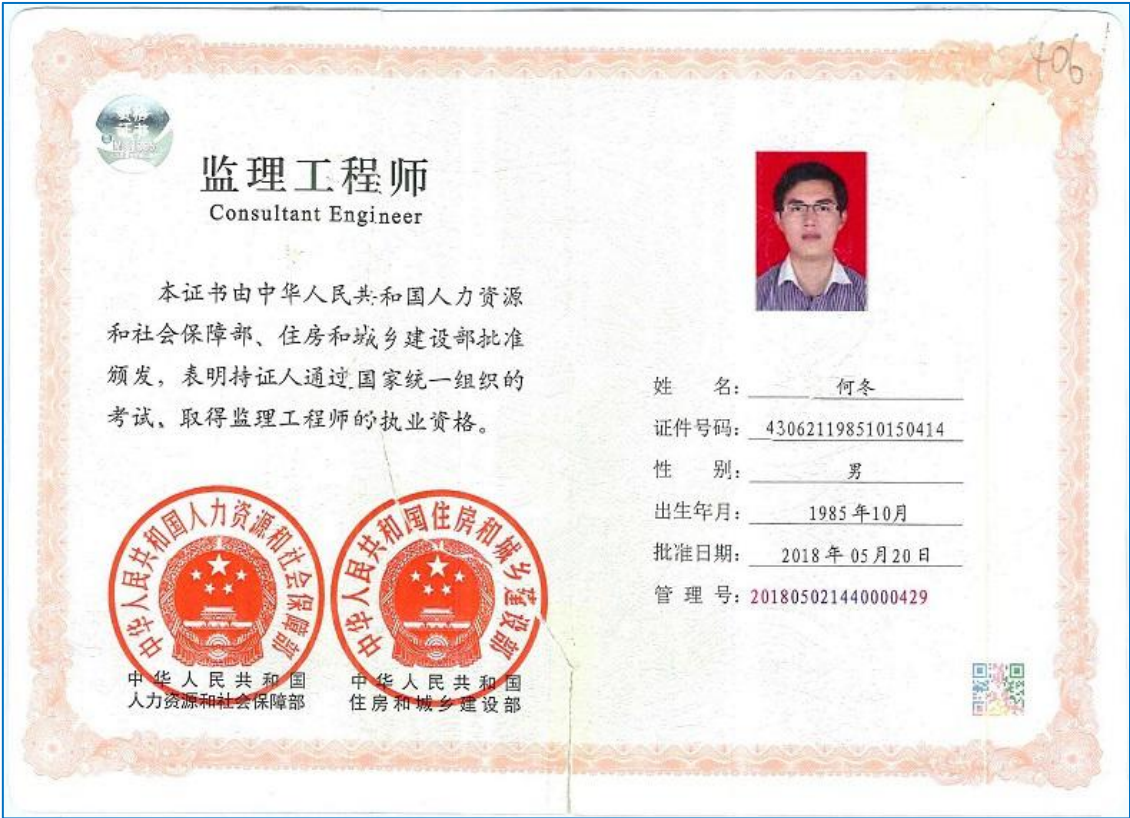 406
监理工程师
Consultant Engineer
本证书由中华人民共和国人力资源
和社会保障部、住房和城乡建设部批准
颁发，表明持证人通过国家统一组织的
考试、取得监理工程师的执业资格。
中华人民共和国人力资源和社会保障部
中华人民共和国住房和城乡建设部
中华人民共和国
人力资源和社会保障部
中华人民共和国
住房和城乡建设部
姓 名： 何冬
证件号码： 430621198510150414
性 别： 男
出生年月： 1985年10月
批准日期： 2018年05月20日
管 理 号：201805021440000429